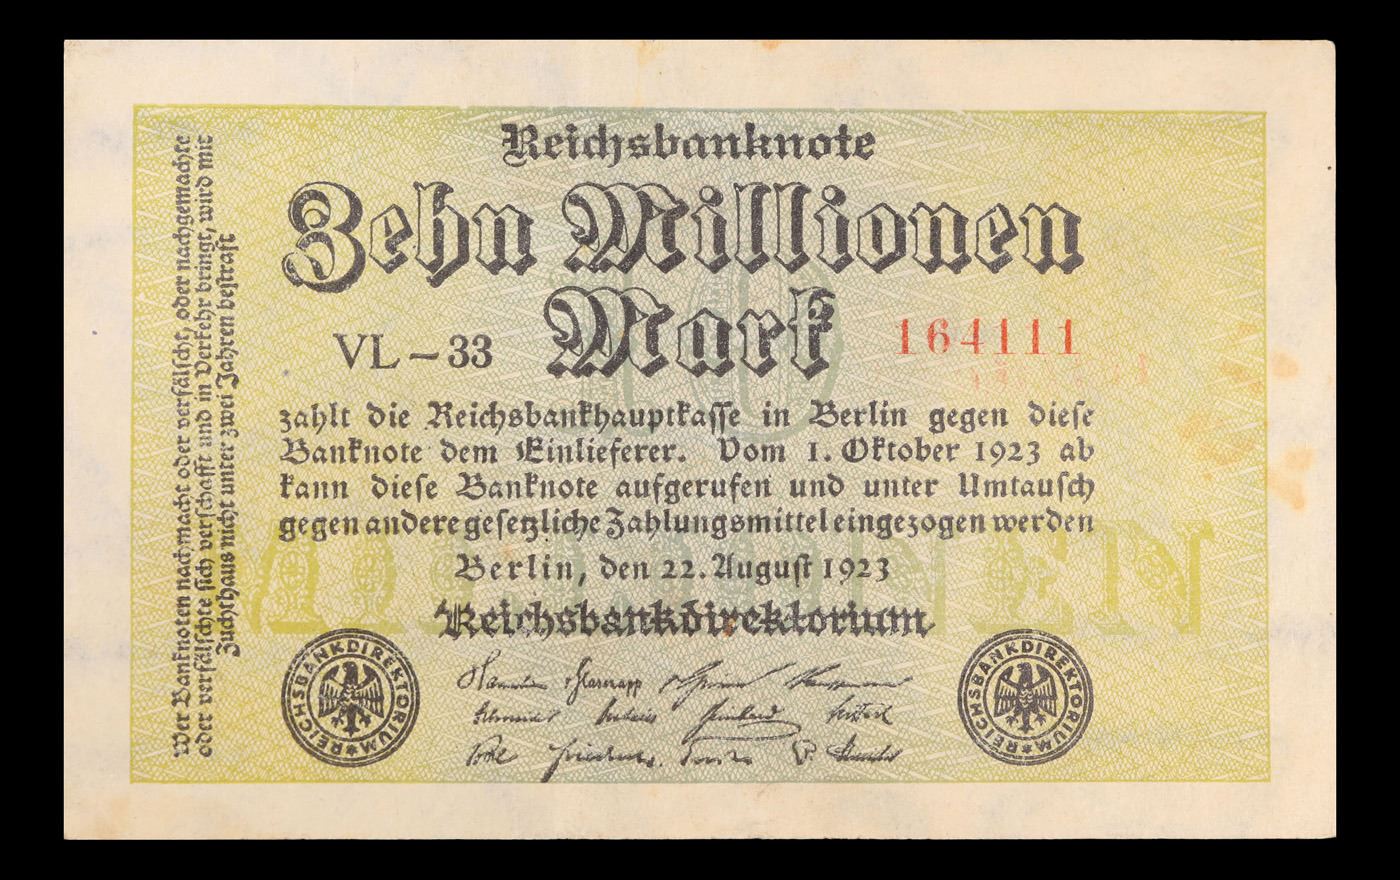 Reichsbanknote
Zehn Millionen
Mark
VL – 33
164111
zahlt die Reichsbankhauptkasse in Berlin gegen diese
Banknote dem Einlieferer. Vom 1. Oktober 1923 ab
kann diese Banknote aufgerufen und unter Umtausch
gegen andere gesetzliche Zahlungsmittel eingezogen werden
Berlin, den 22. August 1923
Reichsbankdirektorium
REICHSBANKDIREKTORIUM
REICHSBANKDIREKTORIUM
Wer Banknoten nachmacht oder verfälscht, oder nachgemachte
oder verfälschte sich verschafft und in Verkehr bringt, wird mit
Zuchthaus nicht unter zwei Jahren bestraft
10